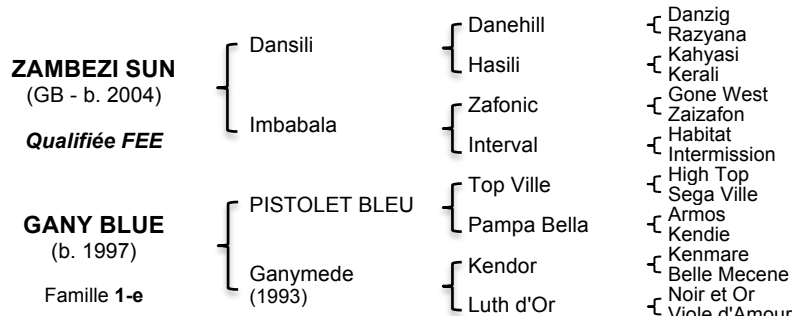 ZAMBEZI SUN
(GB - b. 2004)
Qualifiée FEE
Dansili
Imbabala
Danehill
Hasili
Zafonic
Interval
Danzig
Razyana
Kahyasi
Kerali
Gone West
Zaizafon
Habitat
Intermission
GANY BLUE
(b. 1997)
Famille 1-e
PISTOLET BLEU
Ganymede
(1993)
Top Ville
Pampa Bella
Kendor
Luth d'Or
High Top
Sega Ville
Armos
Kendie
Kenmare
Belle Mecene
Noir et Or
Viole d'Amour